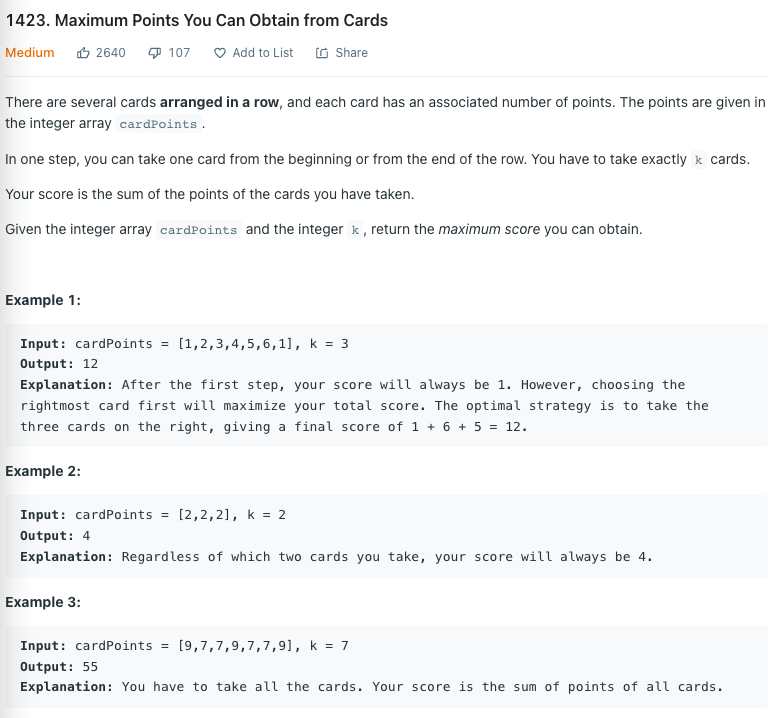 1423. Maximum Points You Can Obtain from Cards
Medium 2640 107 Add to List Share
There are several cards arranged in a row, and each card has an associated number of points. The points are given in
the integer array cardPoints.
In one step, you can take one card from the beginning or from the end of the row. You have to take exactly k cards.
Your score is the sum of the points of the cards you have taken.
Given the integer array cardPoints and the integer k, return the maximum score you can obtain.
Example 1:
Input: cardPoints = [1,2,3,4,5,6,1], k = 3
Output: 12
Explanation: After the first step, your score will always be 1. However, choosing the
rightmost card first will maximize your total score. The optimal strategy is to take the
three cards on the right, giving a final score of 1 + 6 + 5 = 12.
Example 2:
Input: cardPoints = [2,2,2], k = 2
Output: 4
Explanation: Regardless of which two cards you take, your score will always be 4.
Example 3:
Input: cardPoints = [9,7,7,9,7,7,9], k = 7
Output: 55
Explanation: You have to take all the cards. Your score is the sum of points of all cards.